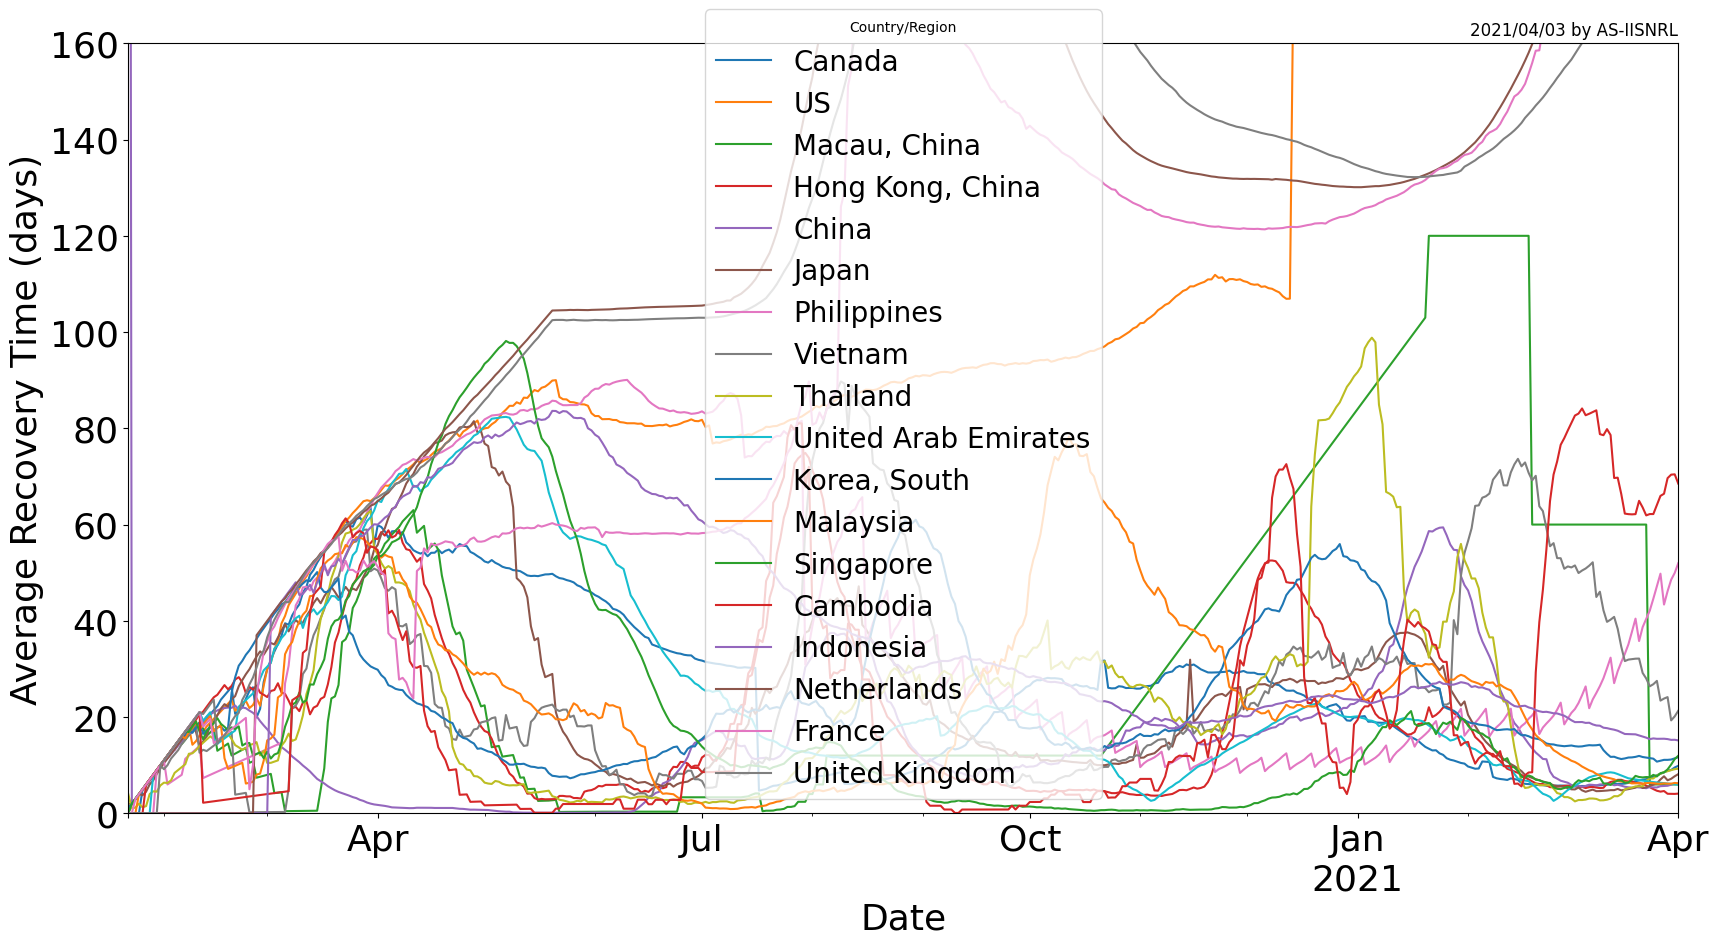 2021/04/03 by AS-IISNRL
Country/Region
Canada
US
Macau, China
Hong Kong, China
China
Japan
Philippines
Vietnam
Thailand
United Arab Emirates
Korea, South
Malaysia
Singapore
Cambodia
Indonesia
Netherlands
France
United Kingdom
Average Recovery Time (days)
160
140
120
100
80
60
40
20
0
Apr
Jul
Oct
Jan
2021
Apr
Date